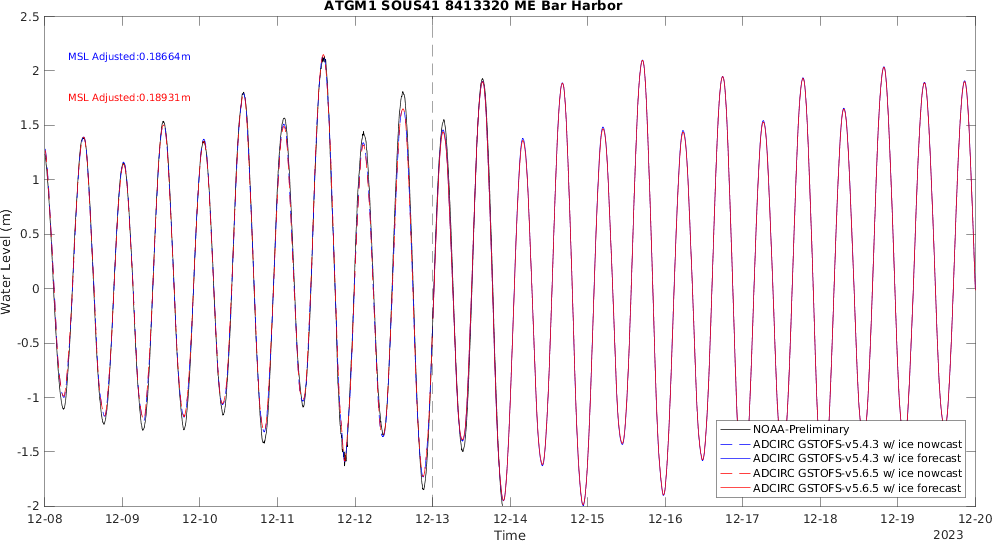 ATGM1 SOUS41 8413320 ME Bar Harbor
2.5
2
1.5
1
0.5
0
-0.5
-1
-1.5
-2
Water Level (m)
MSL Adjusted:0.18664m
MSL Adjusted:0.18931m
NOAA-Preliminary
ADCIRC GSTOFS-v5.4.3 w/ ice nowcast
ADCIRC GSTOFS-v5.4.3 w/ ice forecast
ADCIRC GSTOFS-v5.6.5 w/ ice nowcast
ADCIRC GSTOFS-v5.6.5 w/ ice forecast
12-08 12-09 12-10 12-11 12-12 12-13 12-14 12-15 12-16 12-17 12-18 12-19 12-20
Time
2023